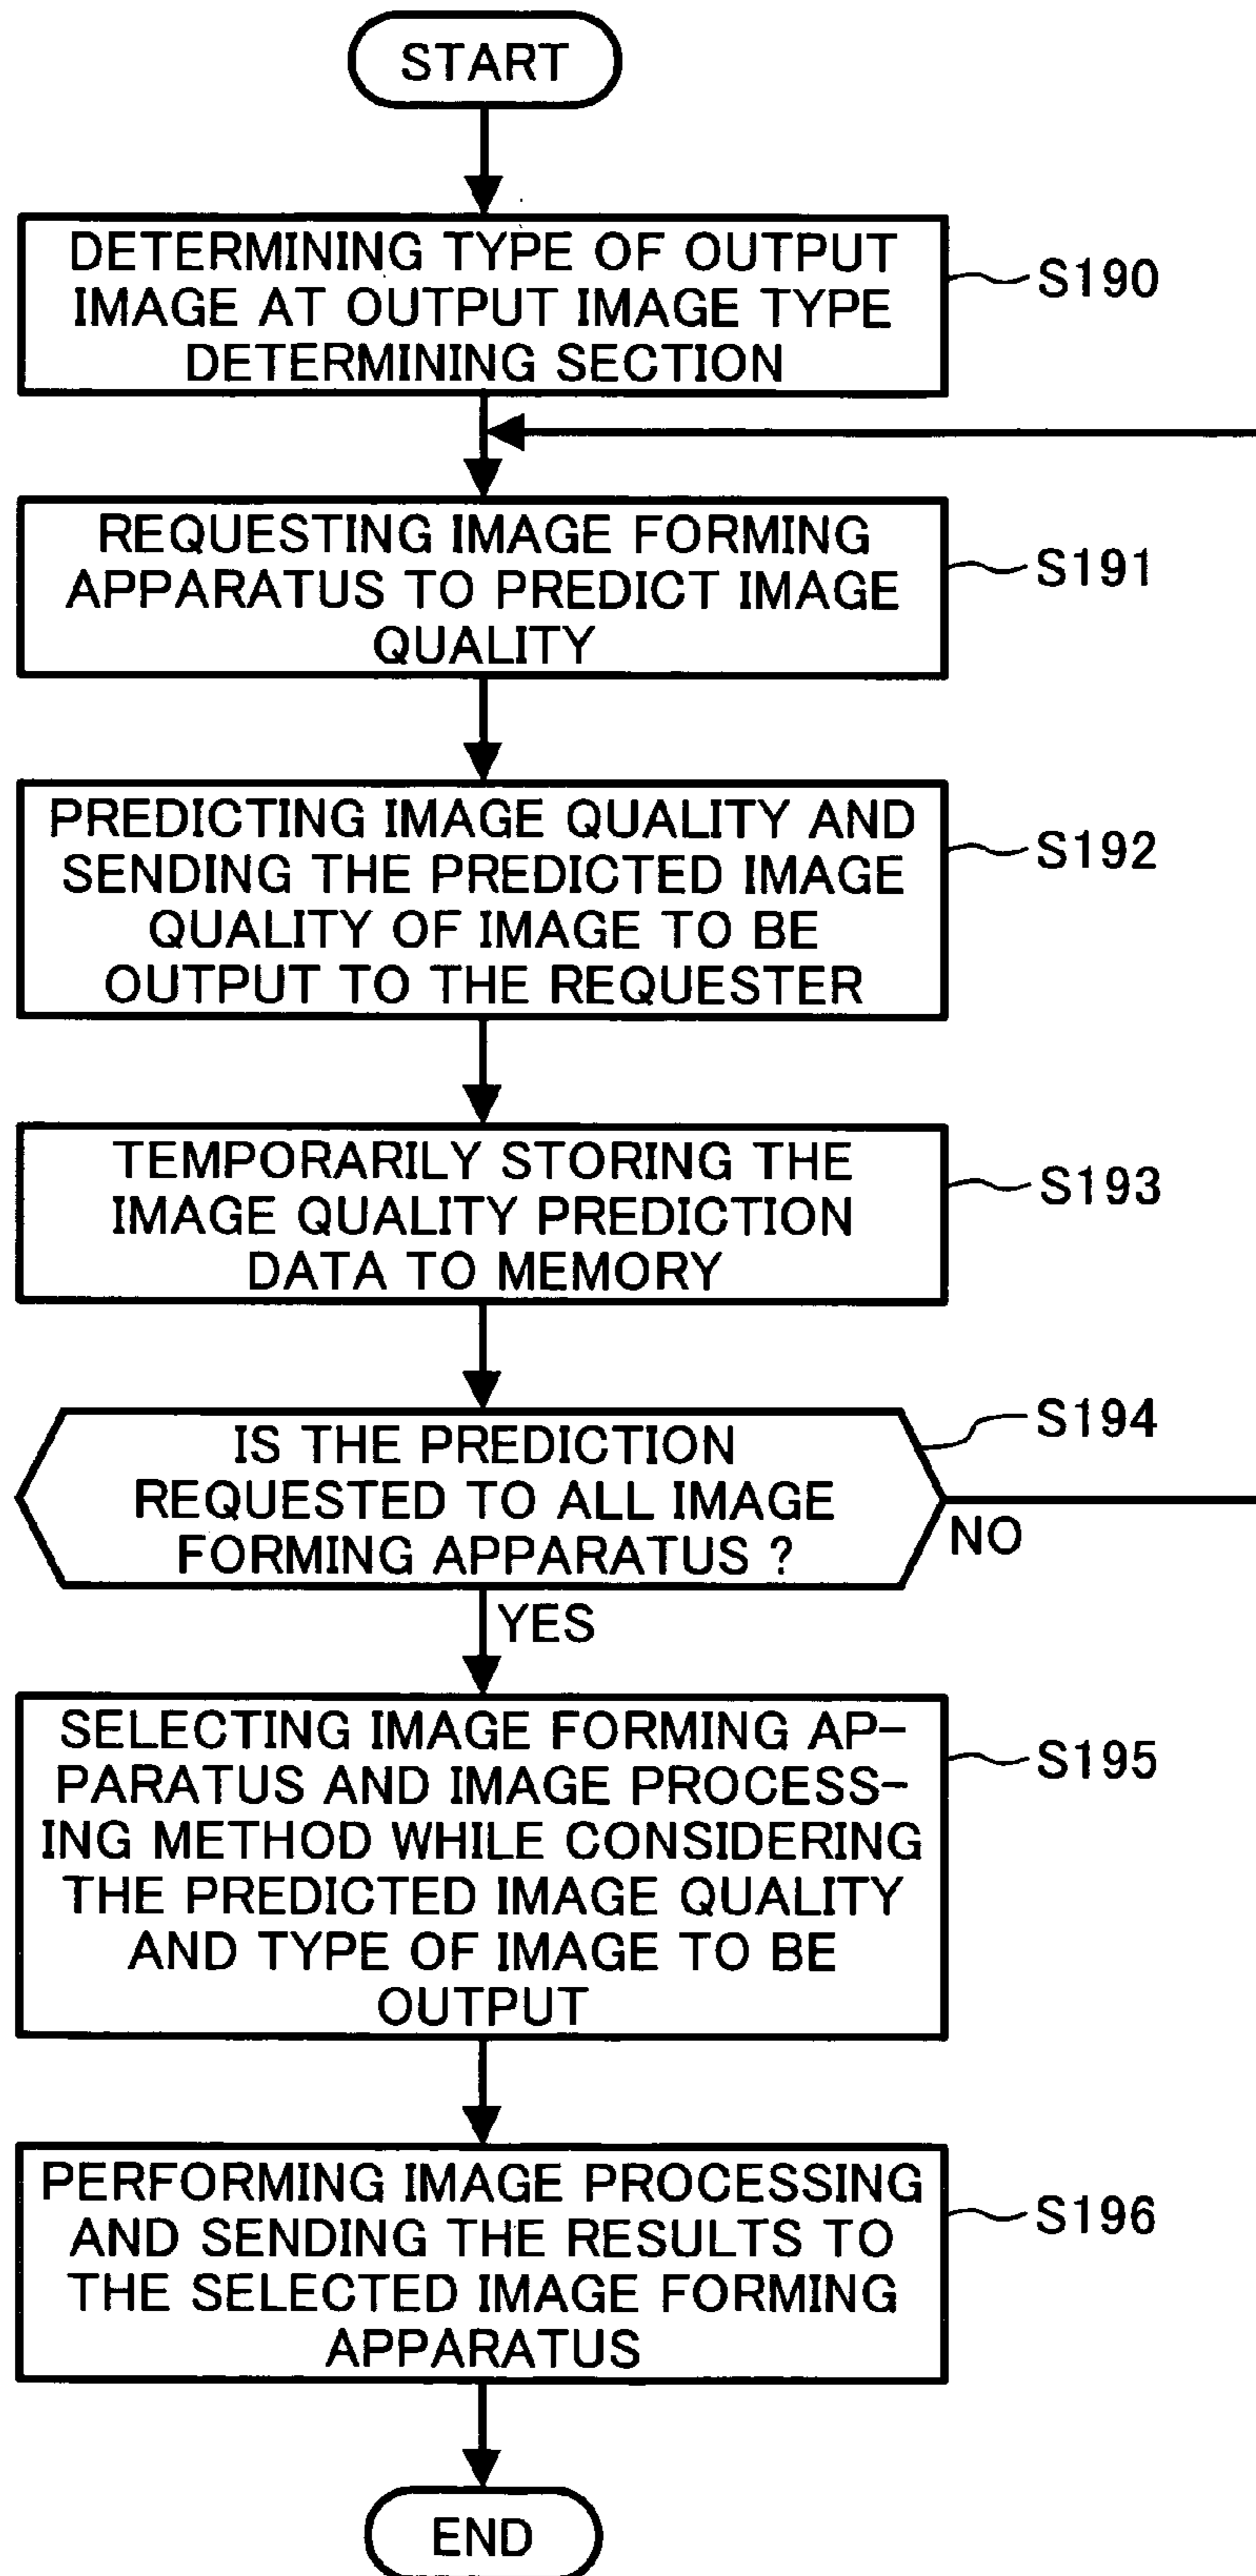 START
DETERMINING TYPE OF OUTPUT
IMAGE AT OUTPUT IMAGE TYPE
DETERMINING SECTION
S190
REQUESTING IMAGE FORMING
APPARATUS TO PREDICT IMAGE
QUALITY
S191
PREDICTING IMAGE QUALITY AND
SENDING THE PREDICTED IMAGE
QUALITY OF IMAGE TO BE
OUTPUT TO THE REQUESTER
S192
TEMPORARILY STORING THE
IMAGE QUALITY PREDICTION
DATA TO MEMORY
S193
IS THE PREDICTION
REQUESTED TO ALL IMAGE
FORMING APPARATUS ?
S194
NO
YES
SELECTING IMAGE FORMING AP-
PARATUS AND IMAGE PROCESS-
ING METHOD WHILE CONSIDERING
THE PREDICTED IMAGE QUALITY
AND TYPE OF IMAGE TO BE
OUTPUT
S195
PERFORMING IMAGE PROCESSING
AND SENDING THE RESULTS TO
THE SELECTED IMAGE FORMING
APPARATUS
S196
END